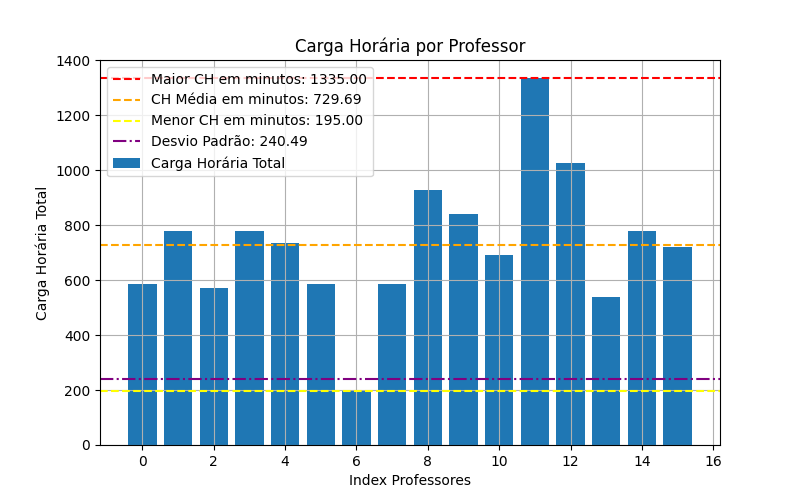 Carga Horária por Professor
Maior CH em minutos: 1335.00
CH Média em minutos: 729.69
Menor CH em minutos: 195.00
Desvio Padrão: 240.49
Carga Horária Total
Carga Horária Total
1400
1200
1000
800
600
400
200
0
0 2 4 6 8 10 12 14 16
Index Professores